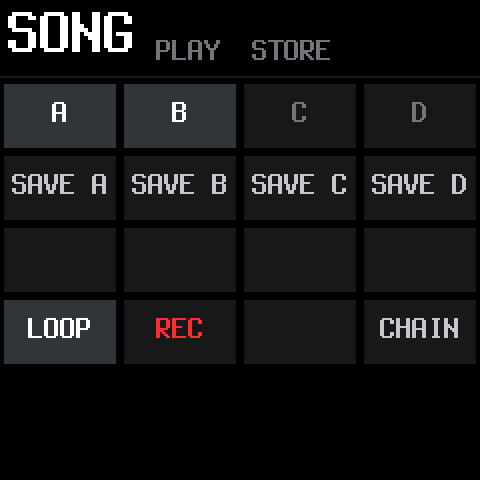 SONG PLAY STORE
A B C D
SAVE A SAVE B SAVE C SAVE D
LOOP REC CHAIN